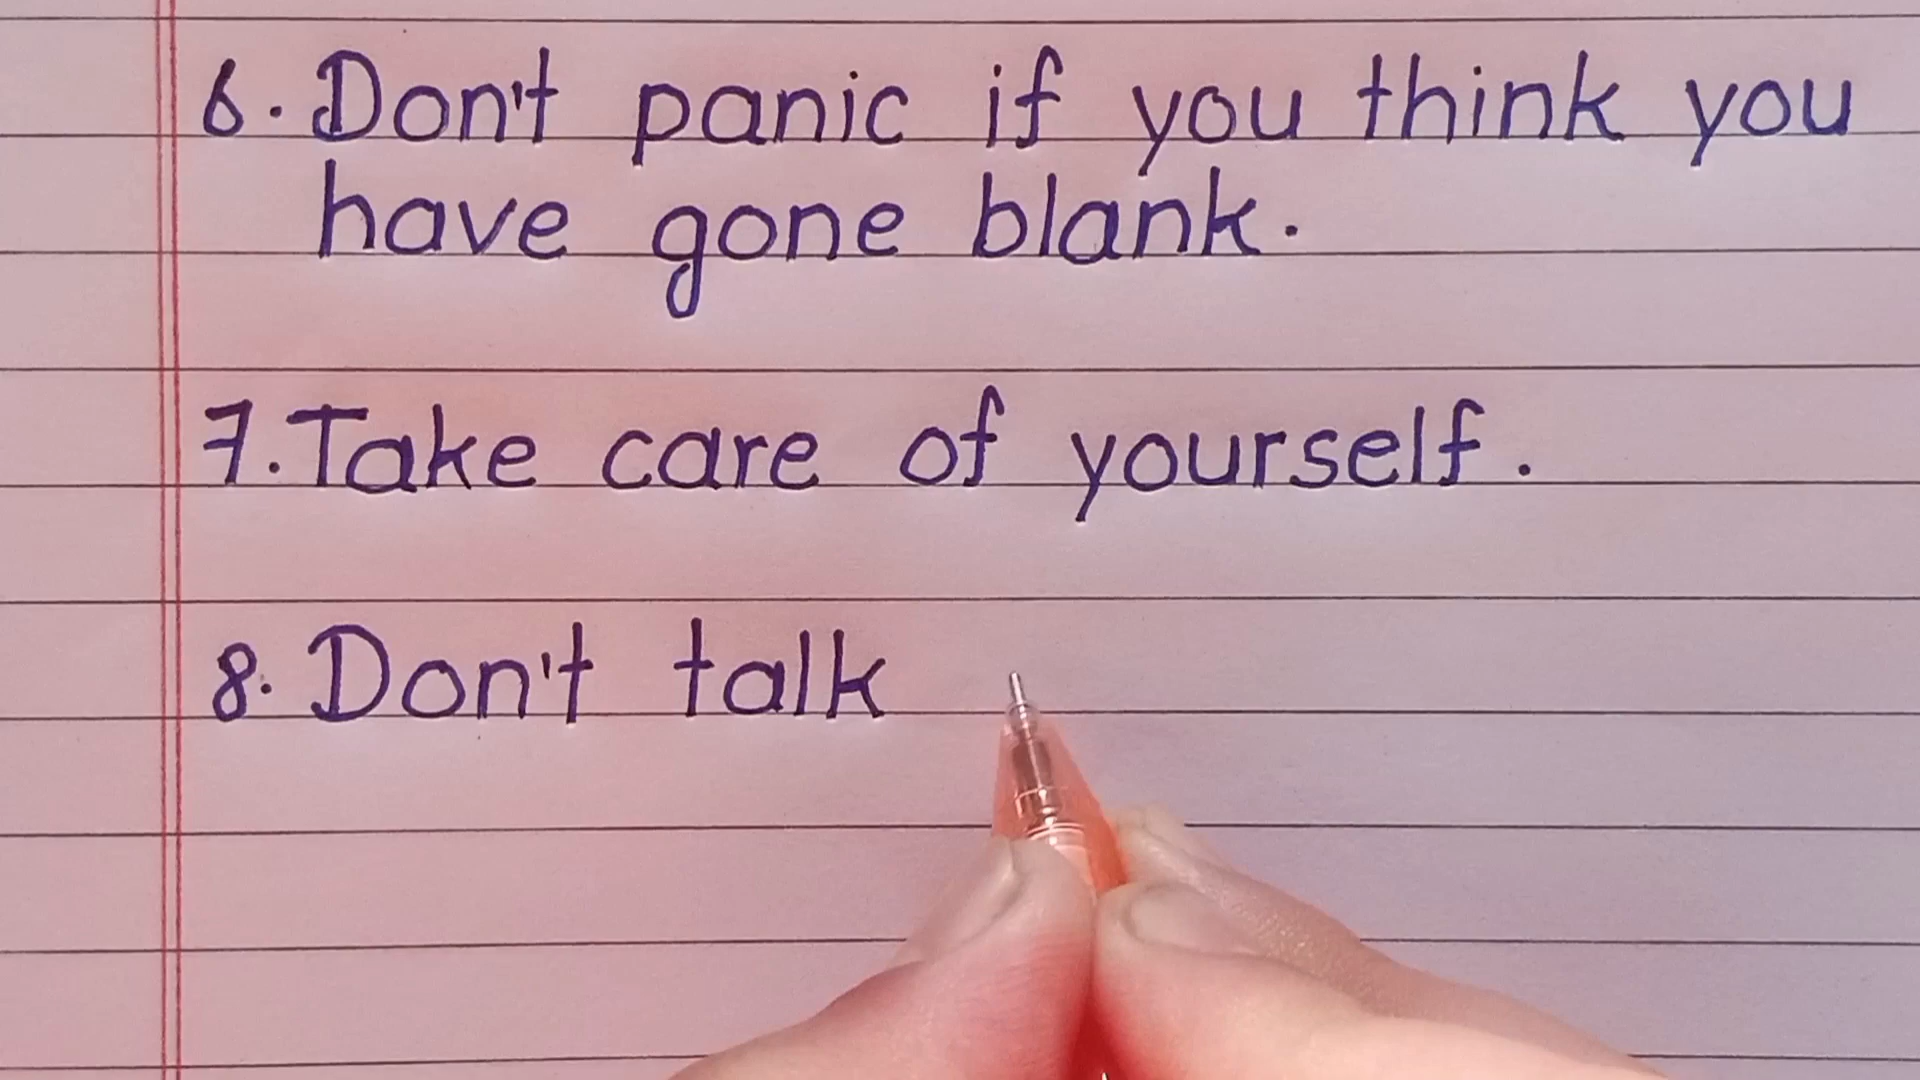 6. Don't panic if you think you
have gone blank.
7. Take care of yourself.
8. Don't talk